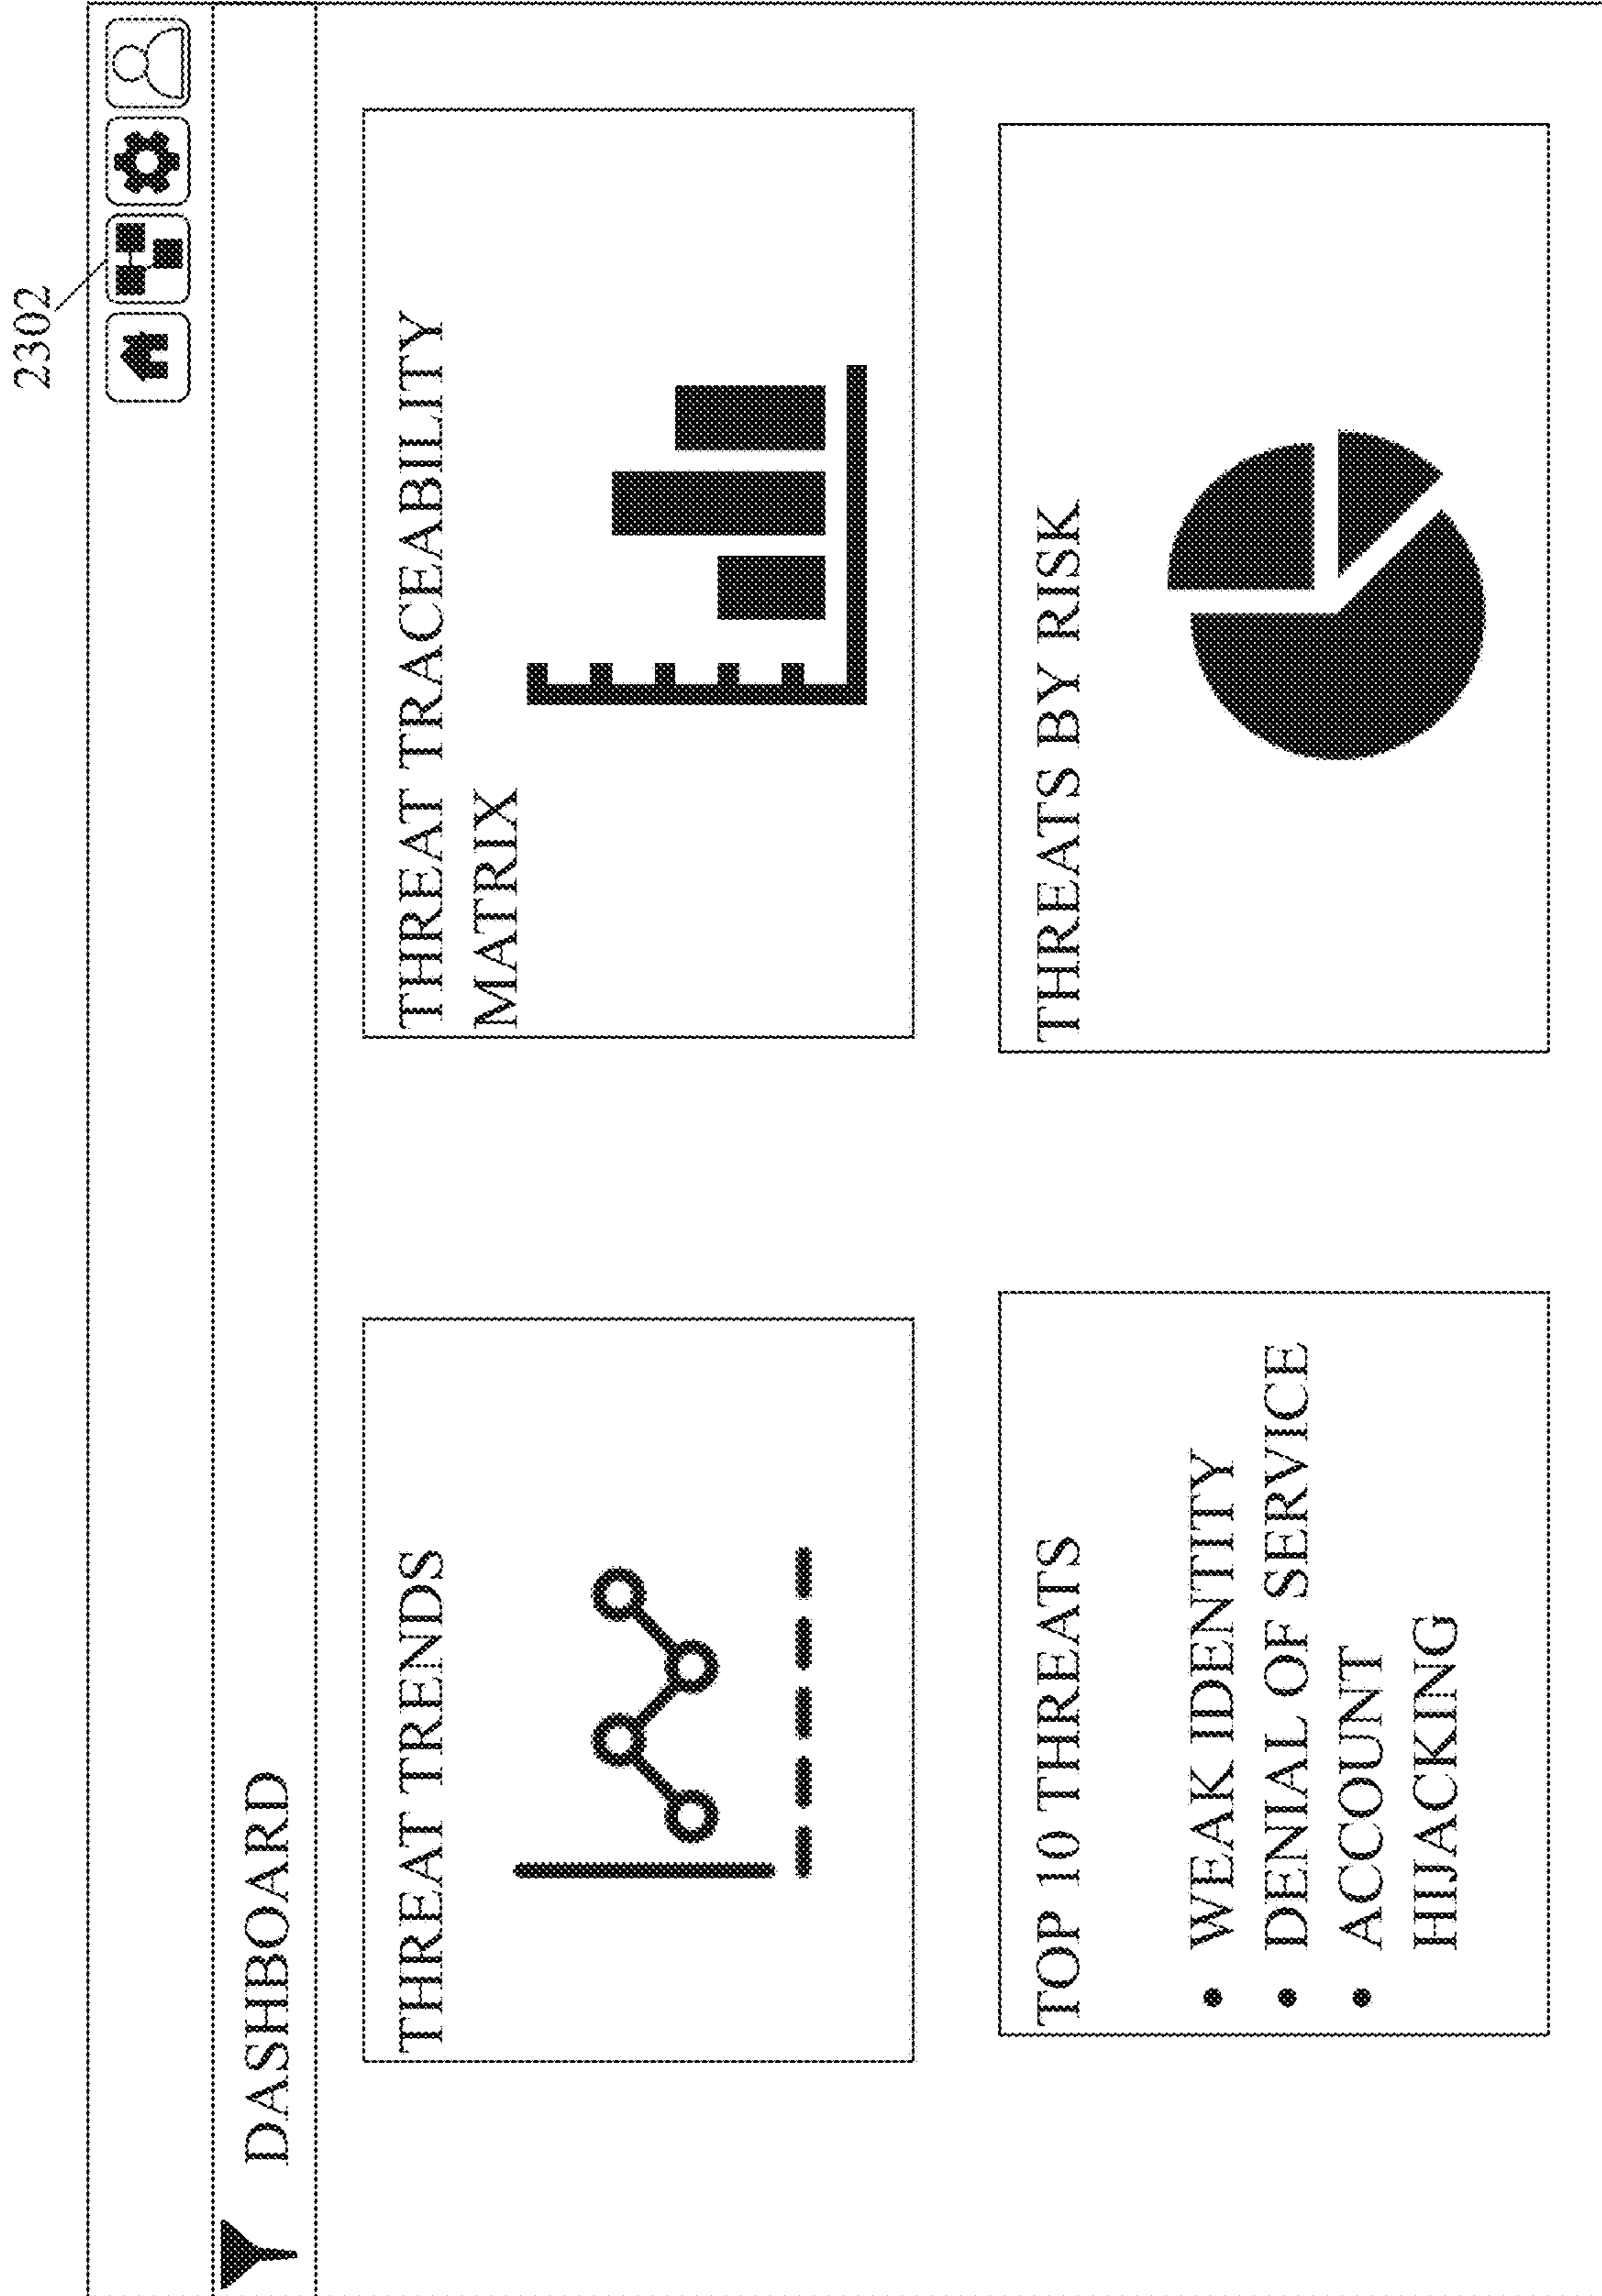 2302
DASHBOARD
THREAT TRENDS
THREAT TRACEABILITY
MATRIX
TOP 10 THREATS
• WEAK IDENTITY
• DENIAL OF SERVICE
• ACCOUNT
HIJACKING
THREATS BY RISK